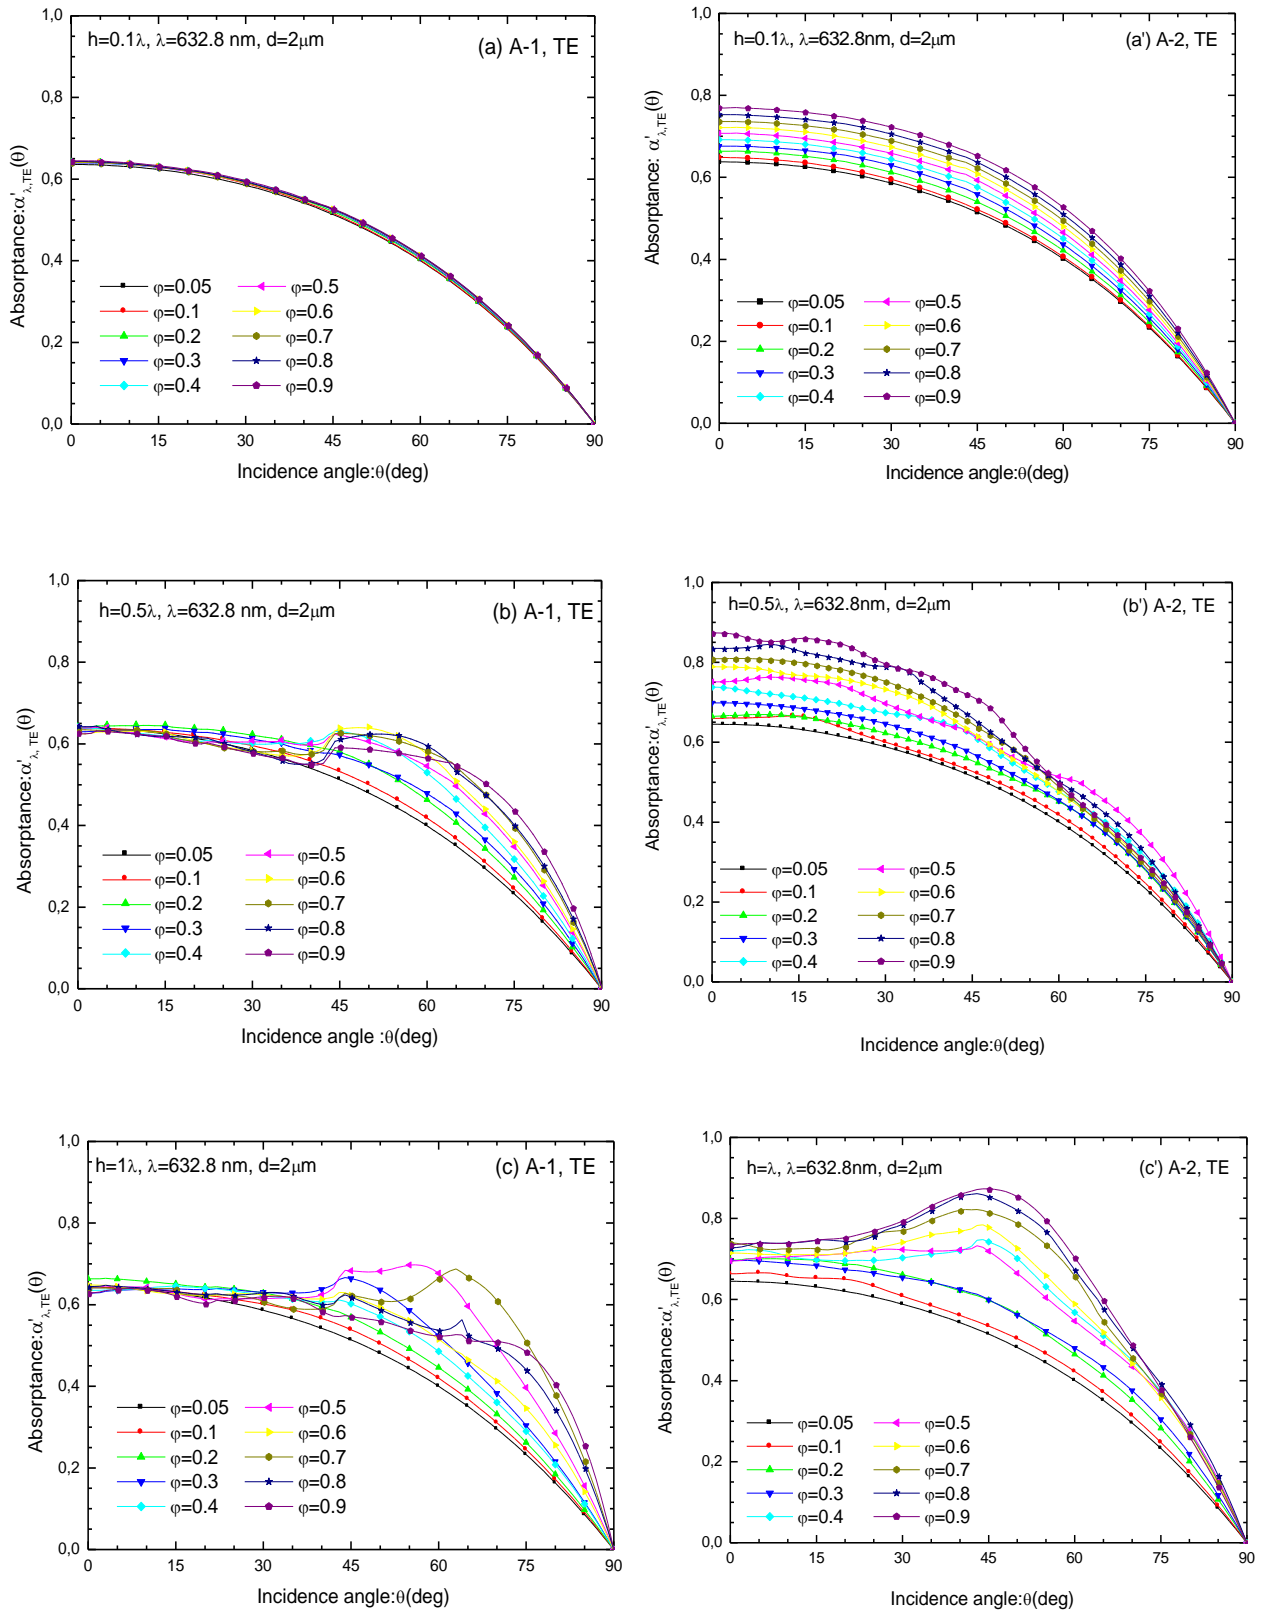 h=0.1λ, λ=632.8 nm, d=2μm
(a) A-1, TE
Absorptance:α'λ,TE(θ)
1,0
0,8
0,6
0,4
0,2
0,0
φ=0.05
φ=0.5
φ=0.1
φ=0.6
φ=0.2
φ=0.7
φ=0.3
φ=0.8
φ=0.4
φ=0.9
0 15 30 45 60 75 90
Incidence angle:θ(deg)
h=0.1λ, λ=632.8nm, d=2μm
(a') A-2, TE
Absorptance: α'λ,TE(θ)
1,0
0,8
0,6
0,4
0,2
0,0
φ=0.05
φ=0.5
φ=0.1
φ=0.6
φ=0.2
φ=0.7
φ=0.3
φ=0.8
φ=0.4
φ=0.9
0 15 30 45 60 75 90
Incidence angle:θ(deg)
h=0.5λ, λ=632.8 nm, d=2μm
(b) A-1, TE
Absorptance:α'λ,TE(θ)
1,0
0,8
0,6
0,4
0,2
0,0
φ=0.05
φ=0.5
φ=0.1
φ=0.6
φ=0.2
φ=0.7
φ=0.3
φ=0.8
φ=0.4
φ=0.9
0 15 30 45 60 75 90
Incidence angle :θ(deg)
h=0.5λ, λ=632.8nm, d=2μm
(b') A-2, TE
Absorptance:α'λ,TE(θ)
1,0
0,8
0,6
0,4
0,2
0,0
φ=0.05
φ=0.5
φ=0.1
φ=0.6
φ=0.2
φ=0.7
φ=0.3
φ=0.8
φ=0.4
φ=0.9
0 15 30 45 60 75 90
Incidence angle:θ(deg)
h=1λ, λ=632.8 nm, d=2μm
(c) A-1, TE
Absorptance:α'λ,TE(θ)
1,0
0,8
0,6
0,4
0,2
0,0
φ=0.05
φ=0.5
φ=0.1
φ=0.6
φ=0.2
φ=0.7
φ=0.3
φ=0.8
φ=0.4
φ=0.9
0 15 30 45 60 75 90
Incidence angle:θ(deg)
h=λ, λ=632.8nm, d=2μm
(c') A-2, TE
Absorptance:α'λ,TE(θ)
1,0
0,8
0,6
0,4
0,2
0,0
φ=0.05
φ=0.5
φ=0.1
φ=0.6
φ=0.2
φ=0.7
φ=0.3
φ=0.8
φ=0.4
φ=0.9
0 15 30 45 60 75 90
Incidence angle:θ(deg)